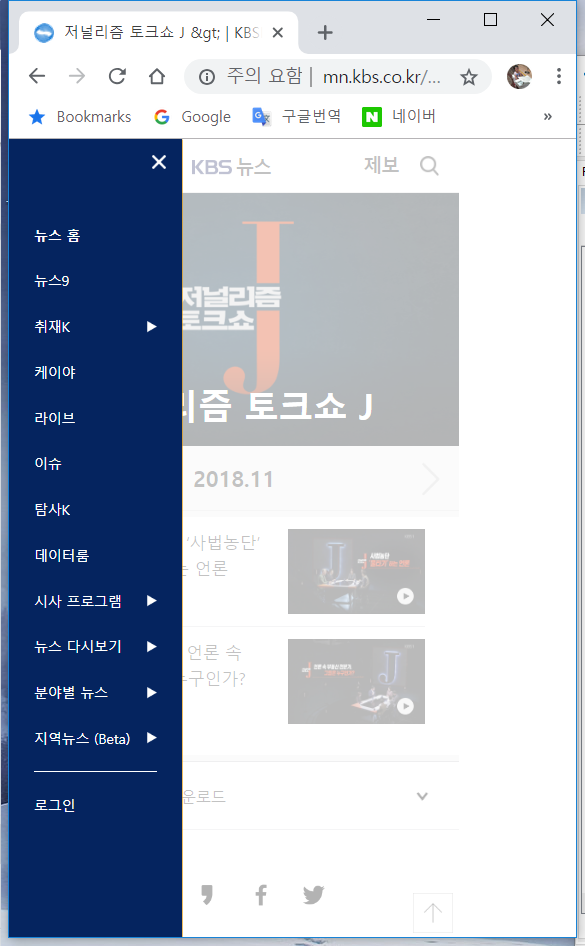 저널리즘 토크쇼 J &gt; | KBS
주의 요함 | mn.kbs.co.kr/...
Bookmarks Google 구글번역 네이버 »
KBS 뉴스 제보
뉴스 홈
뉴스9
취재K
케이야
라이브
이슈
탐사K
데이터룸
시사 프로그램
뉴스 다시보기
분야별 뉴스
지역뉴스 (Beta)
로그인
저널리즘
토크쇼
J
리즘 토크쇼 J
2018.11
'사법농단'
는 언론
사법농단
J
언론 속
누구인가?
J
운로드